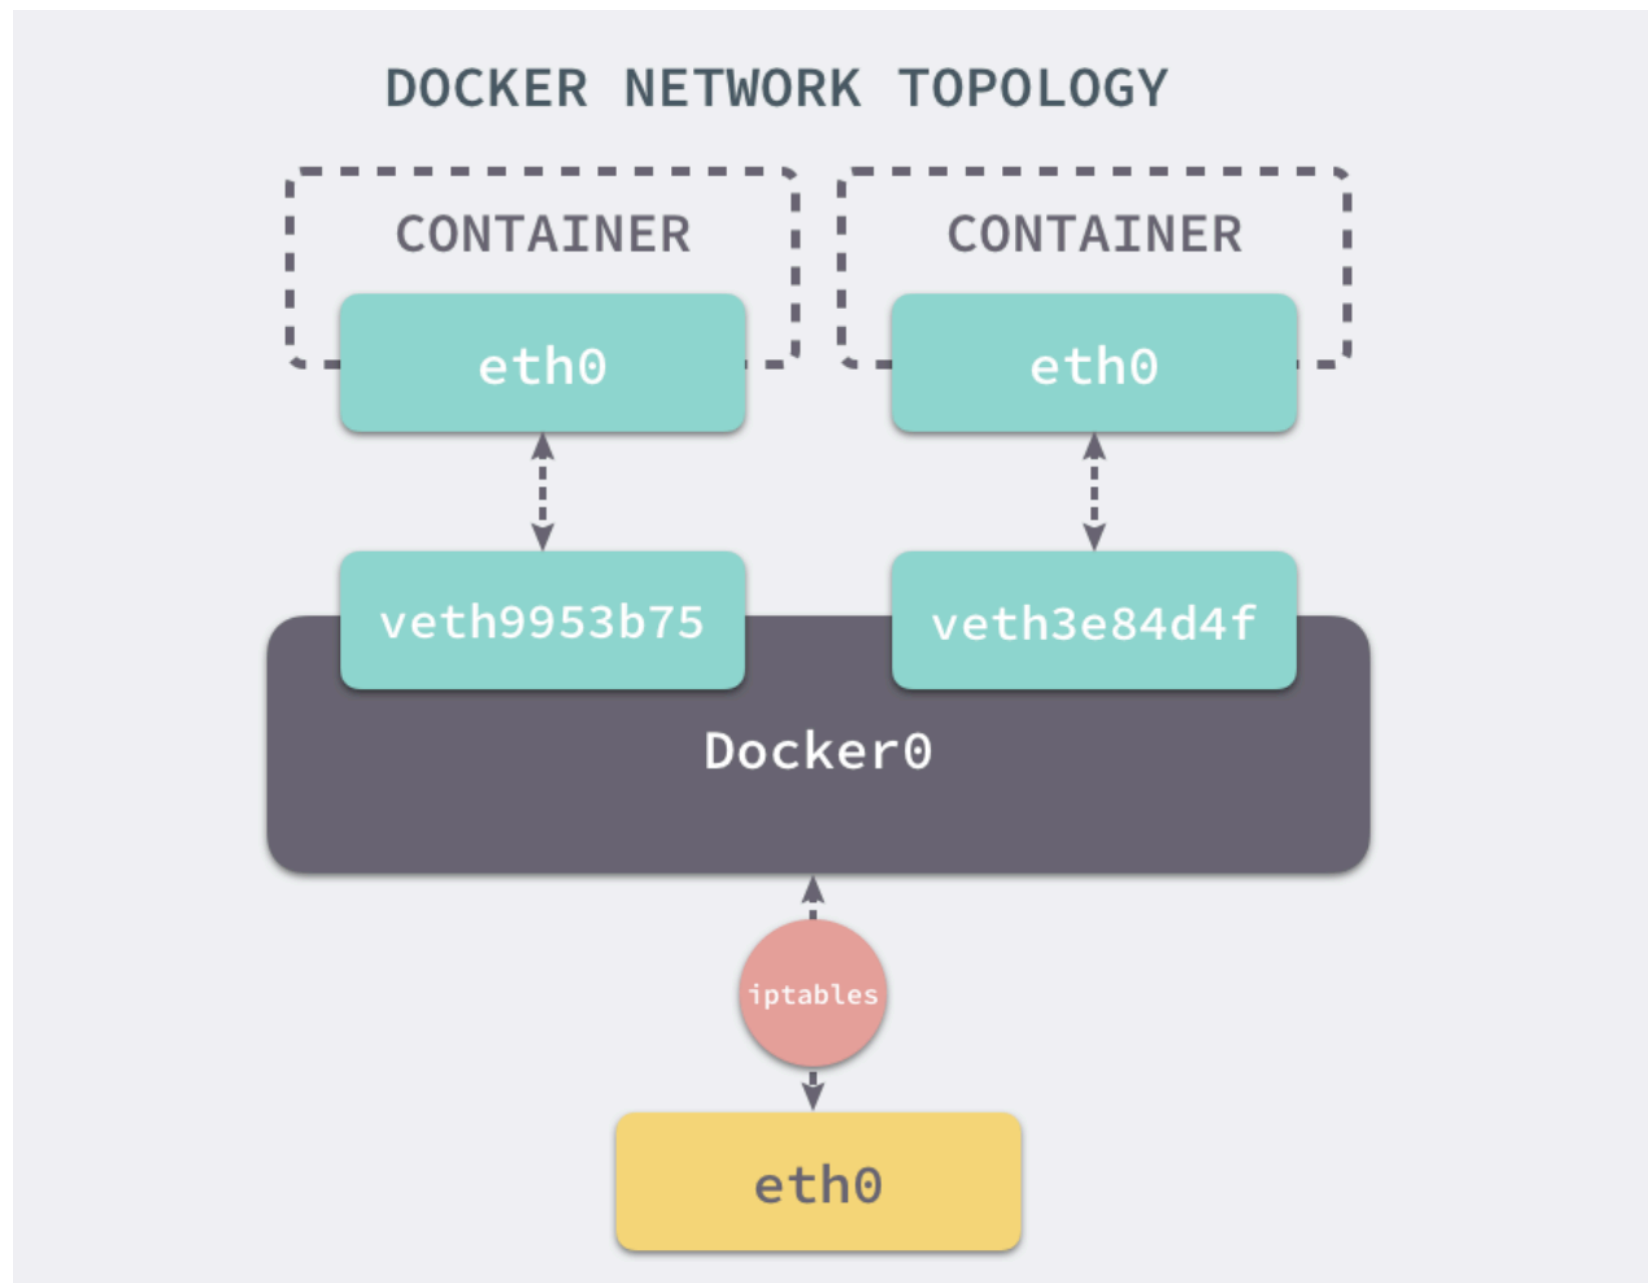 DOCKER NETWORK TOPOLOGY
CONTAINER CONTAINER
eth0 eth0
veth9953b75 veth3e84d4f
Docker0
iptables
eth0